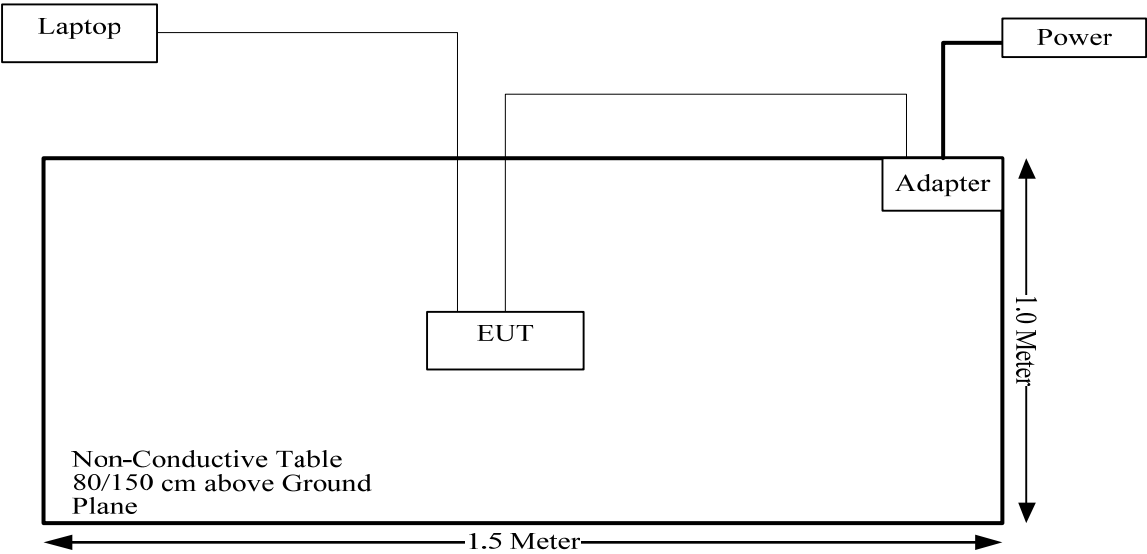 Laptop
Power
Adapter
EUT
1.0 Meter
Non-Conductive Table
80/150 cm above Ground
Plane
1.5 Meter